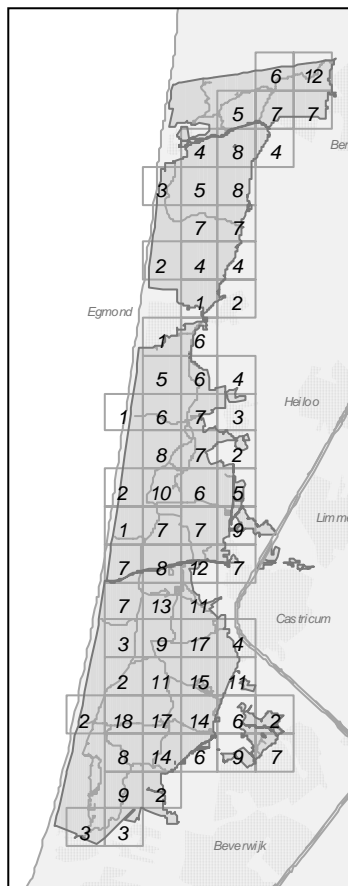 6 12
5 7 7
Ber
4 8 4
3 5 8
7 7
2 4 4
Egmond
1 2
1 6
5 6 4
Heiloo
1 6 7 3
8 7 2
2 10 6 5
Limme
1 7 7 9
7 8 12 7
7 13 11
Castricum
3 9 17 4
2 11 15 11
2 18 17 14 6 2
8 14 6 9 7
9 2
3 3
Beverwijk